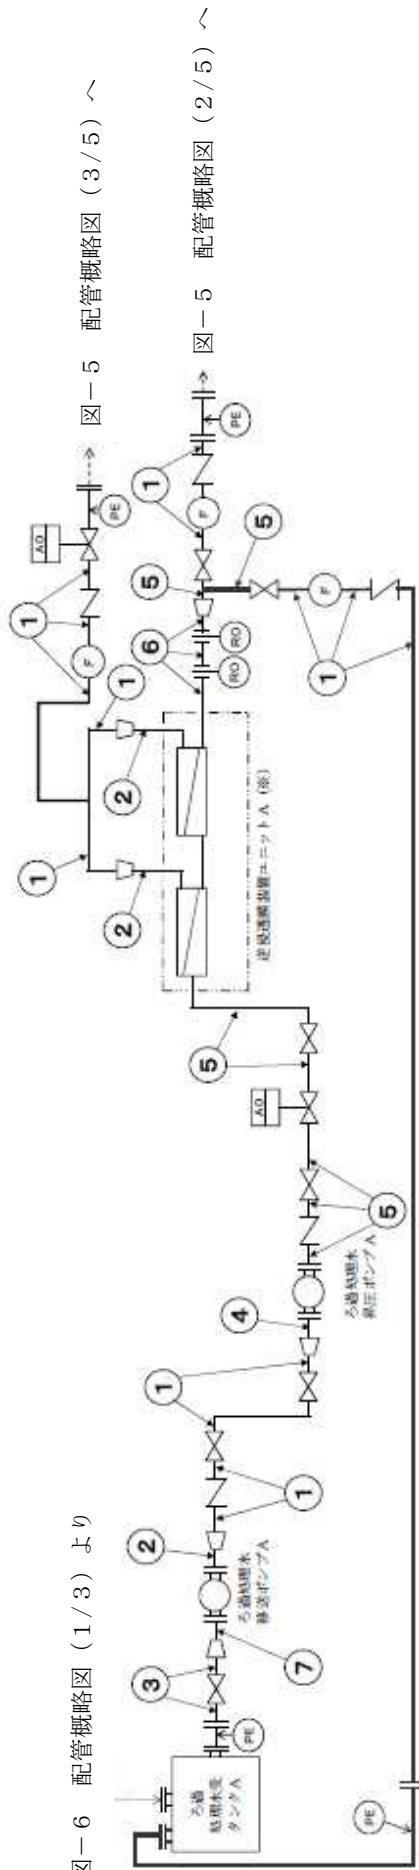 図－6 配管概略図（1/3）より
ろ過
処理水受
タンクA
PE
PE
3
7
2
ろ過処理水
移送ポンプA
1
1
4
ろ過処理水
昇圧ポンプA
5
AO
5
逆浸透膜装置ユニットA（※）
2
2
1
1
F
1
AO
PE
図－5 配管概略図（3/5）へ
6
RO
RO
5
F
1
PE
図－5 配管概略図（2/5）へ
5
F
1